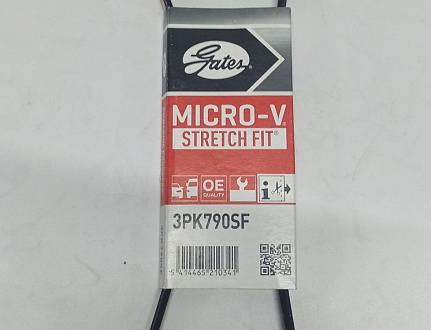 Gates
MICRO-V®
STRETCH FIT®
OE
QUALITY
i
3PK790SF
5 414465 210341